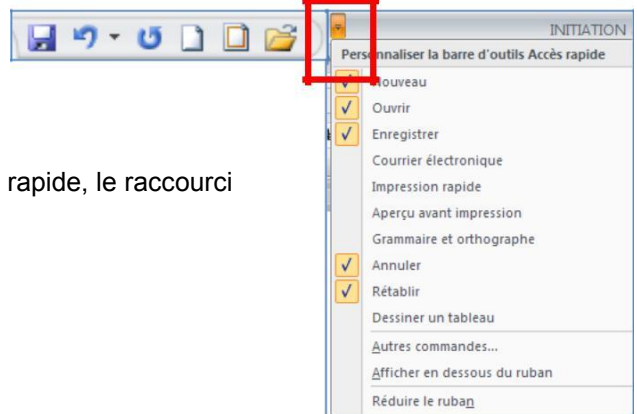 INITIATION
Personnaliser la barre d'outils Accès rapide
Nouveau
Ouvrir
Enregistrer
Courrier électronique
rapide, le raccourci
Impression rapide
Aperçu avant impression
Grammaire et orthographe
Annuler
Rétablir
Dessiner un tableau
Autres commandes...
Afficher en dessous du ruban
Réduire le ruban